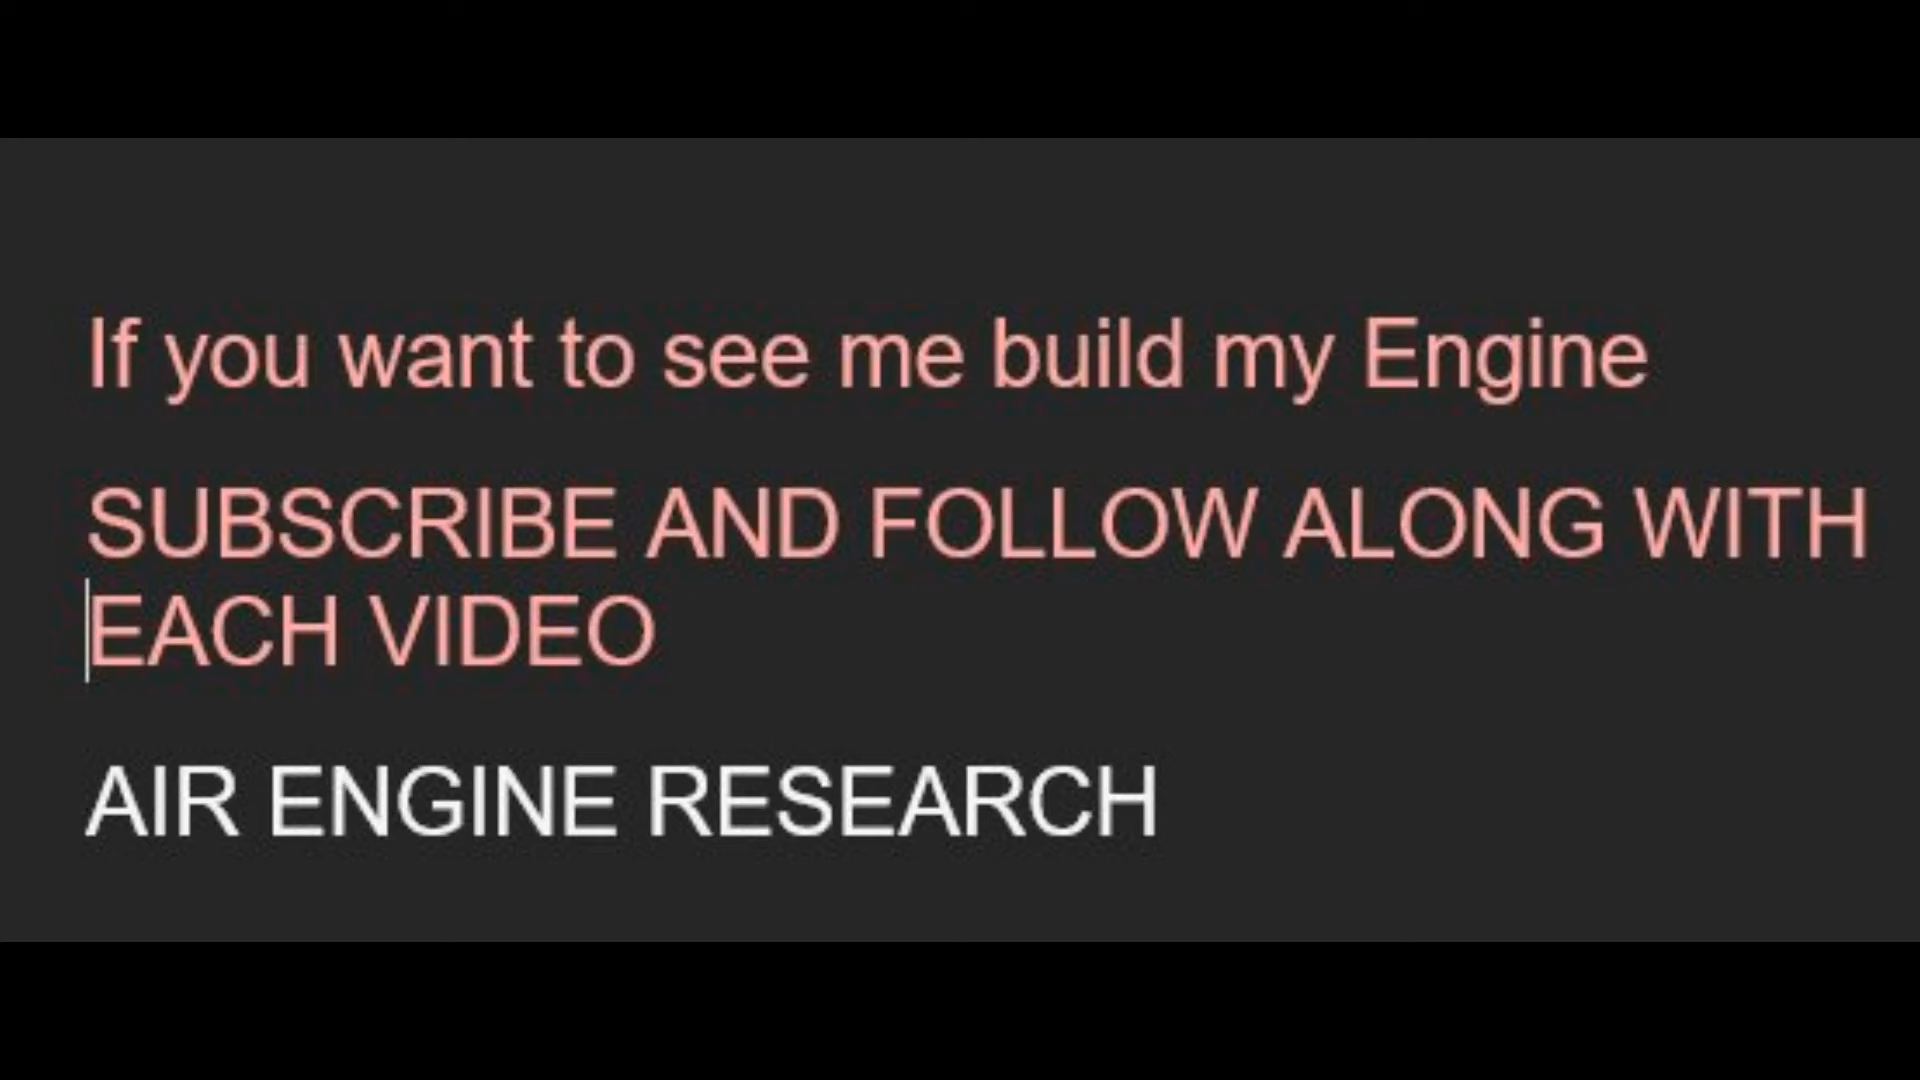 If you want to see me build my Engine
SUBSCRIBE AND FOLLOW ALONG WITH
EACH VIDEO
AIR ENGINE RESEARCH